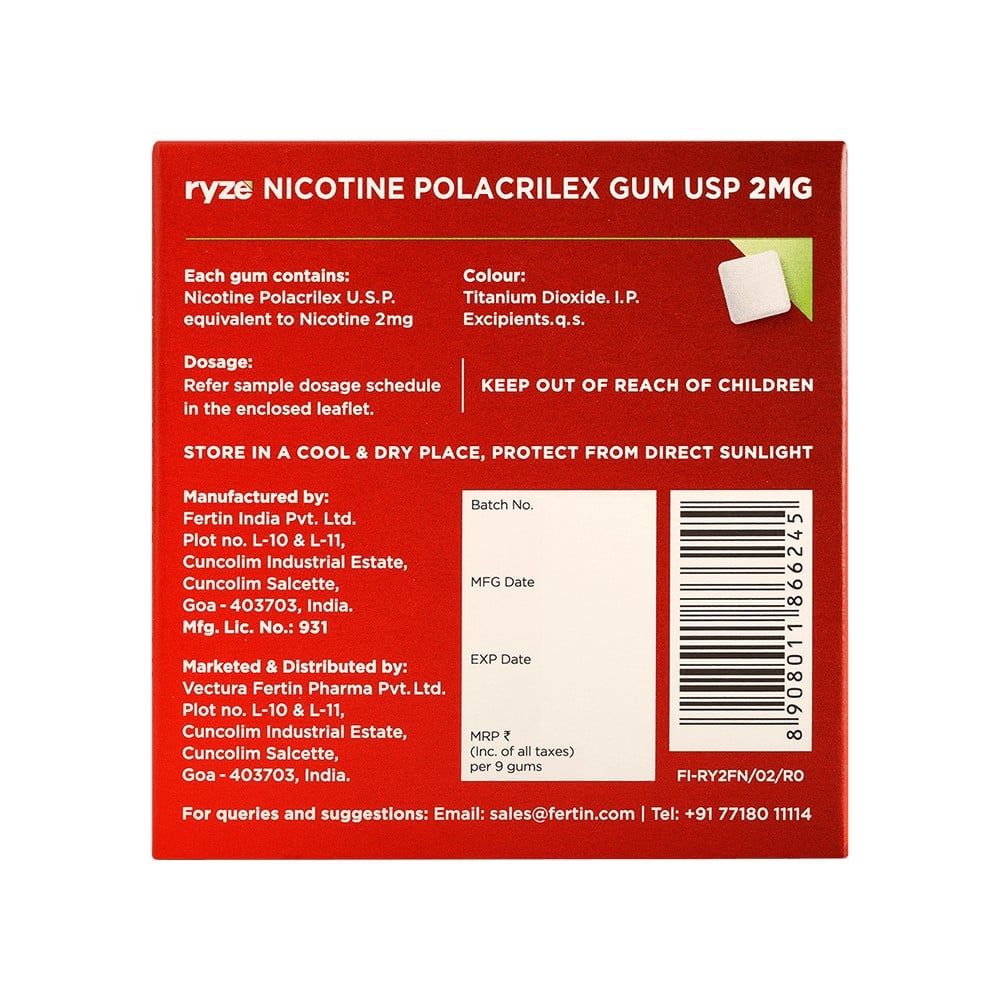 ryze NICOTINE POLACRILEX GUM USP 2MG
Each gum contains:
Nicotine Polacrilex U.S.P.
equivalent to Nicotine 2mg
Colour:
Titanium Dioxide. I.P.
Excipients.q.s.
Dosage:
Refer sample dosage schedule
in the enclosed leaflet.
KEEP OUT OF REACH OF CHILDREN
STORE IN A COOL & DRY PLACE, PROTECT FROM DIRECT SUNLIGHT
Manufactured by:
Fertin India Pvt. Ltd.
Plot no. L-10 & L-11,
Cuncolim Industrial Estate,
Cuncolim Salcette,
Goa - 403703, India.
Mfg. Lic. No.: 931
Marketed & Distributed by:
Vectura Fertin Pharma Pvt. Ltd.
Plot no. L-10 & L-11,
Cuncolim Industrial Estate,
Cuncolim Salcette,
Goa - 403703, India.
Batch No.
MFG Date
EXP Date
MRP ₹
(Inc. of all taxes)
per 9 gums
8908011866245
FI-RY2FN/02/R0
For queries and suggestions: Email: sales@fertin.com | Tel: +91 77180 11114